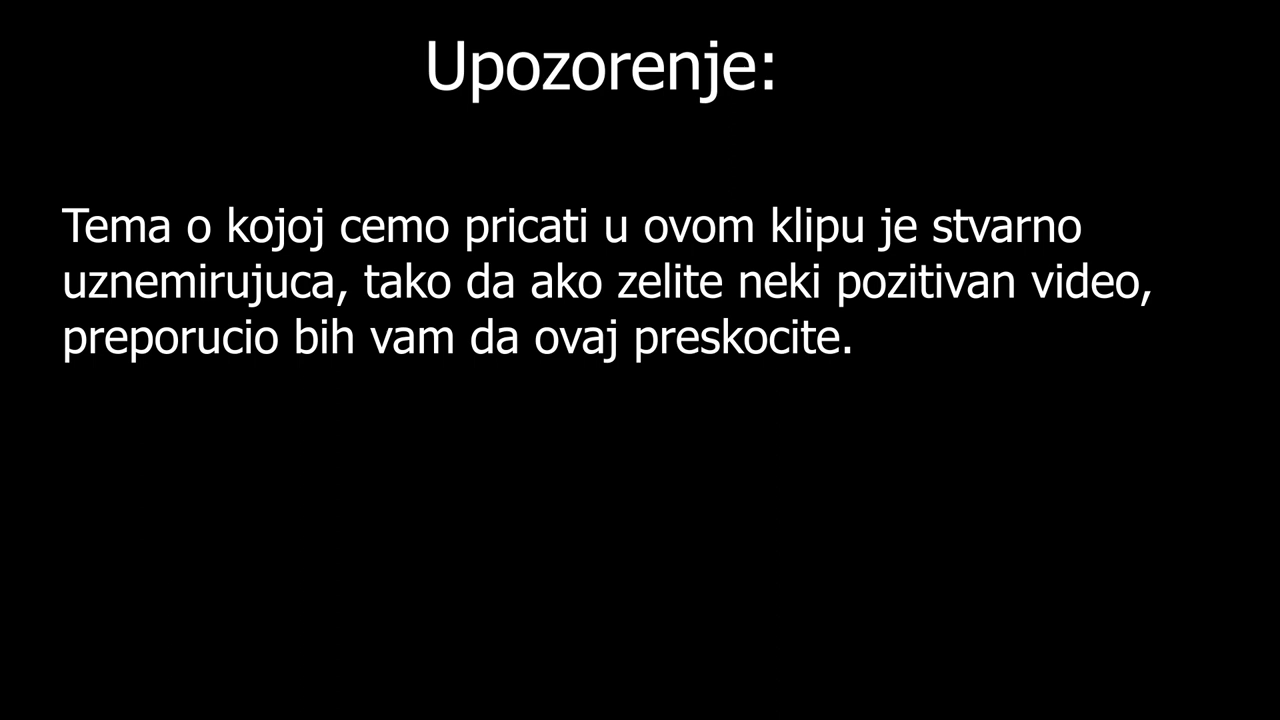 Upozorenje:
Tema o kojoj cemo pricati u ovom klipu je stvarno
uznemirujuca, tako da ako zelite neki pozitivan video,
preporucio bih vam da ovaj preskocite.